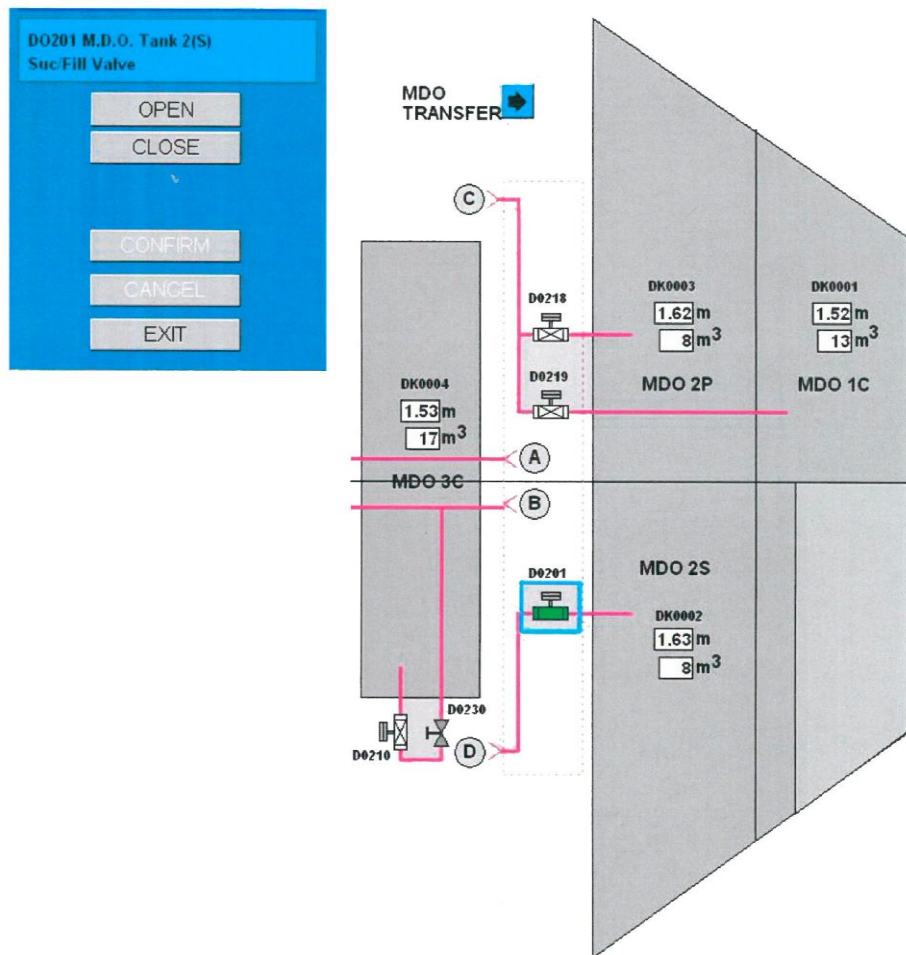 DO201 M.D.O. Tank 2(S)
Suc/Fill Valve
OPEN
CLOSE
CONFIRM
CANCEL
EXIT
MDO
TRANSFER
C
D0218
D0219
DK0003
1.62 m
8 m³
MDO 2P
DK0001
1.52 m
13 m³
MDO 1C
DK0004
1.53 m
17 m³
A
MDO 3C
B
D0201
MDO 2S
DK0002
1.63 m
8 m³
D0230
D0210
D